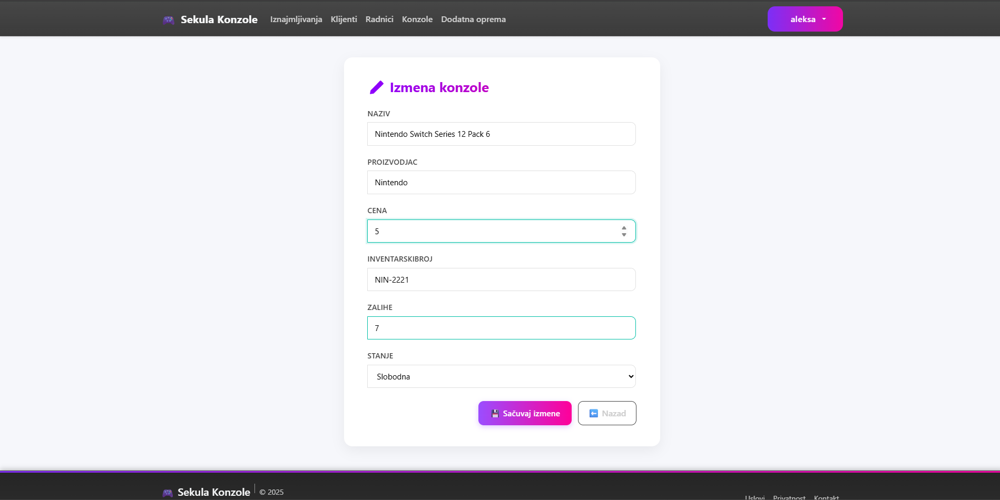 Sekula Konzole Iznajmljivanja Klijenti Radnici Konzole Dodatna oprema aleksa
Izmena konzole
NAZIV
Nintendo Switch Series 12 Pack 6
PROIZVODJAC
Nintendo
CENA
5
INVENTARSKIBROJ
NIN-2221
ZALIHE
7
STANJE
Slobodna
Sačuvaj izmene Nazad
Sekula Konzole © 2025
Uslovi Privatnost Kontakt